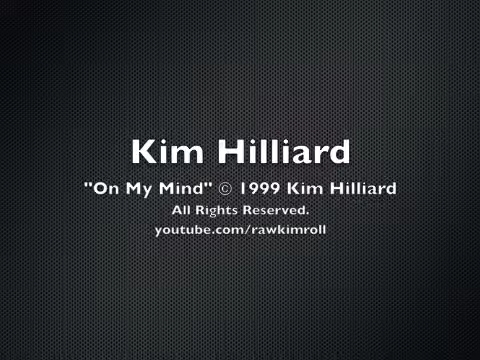 Kim Hilliard
"On My Mind" © 1999 Kim Hilliard
All Rights Reserved.
youtube.com/rawkimroll